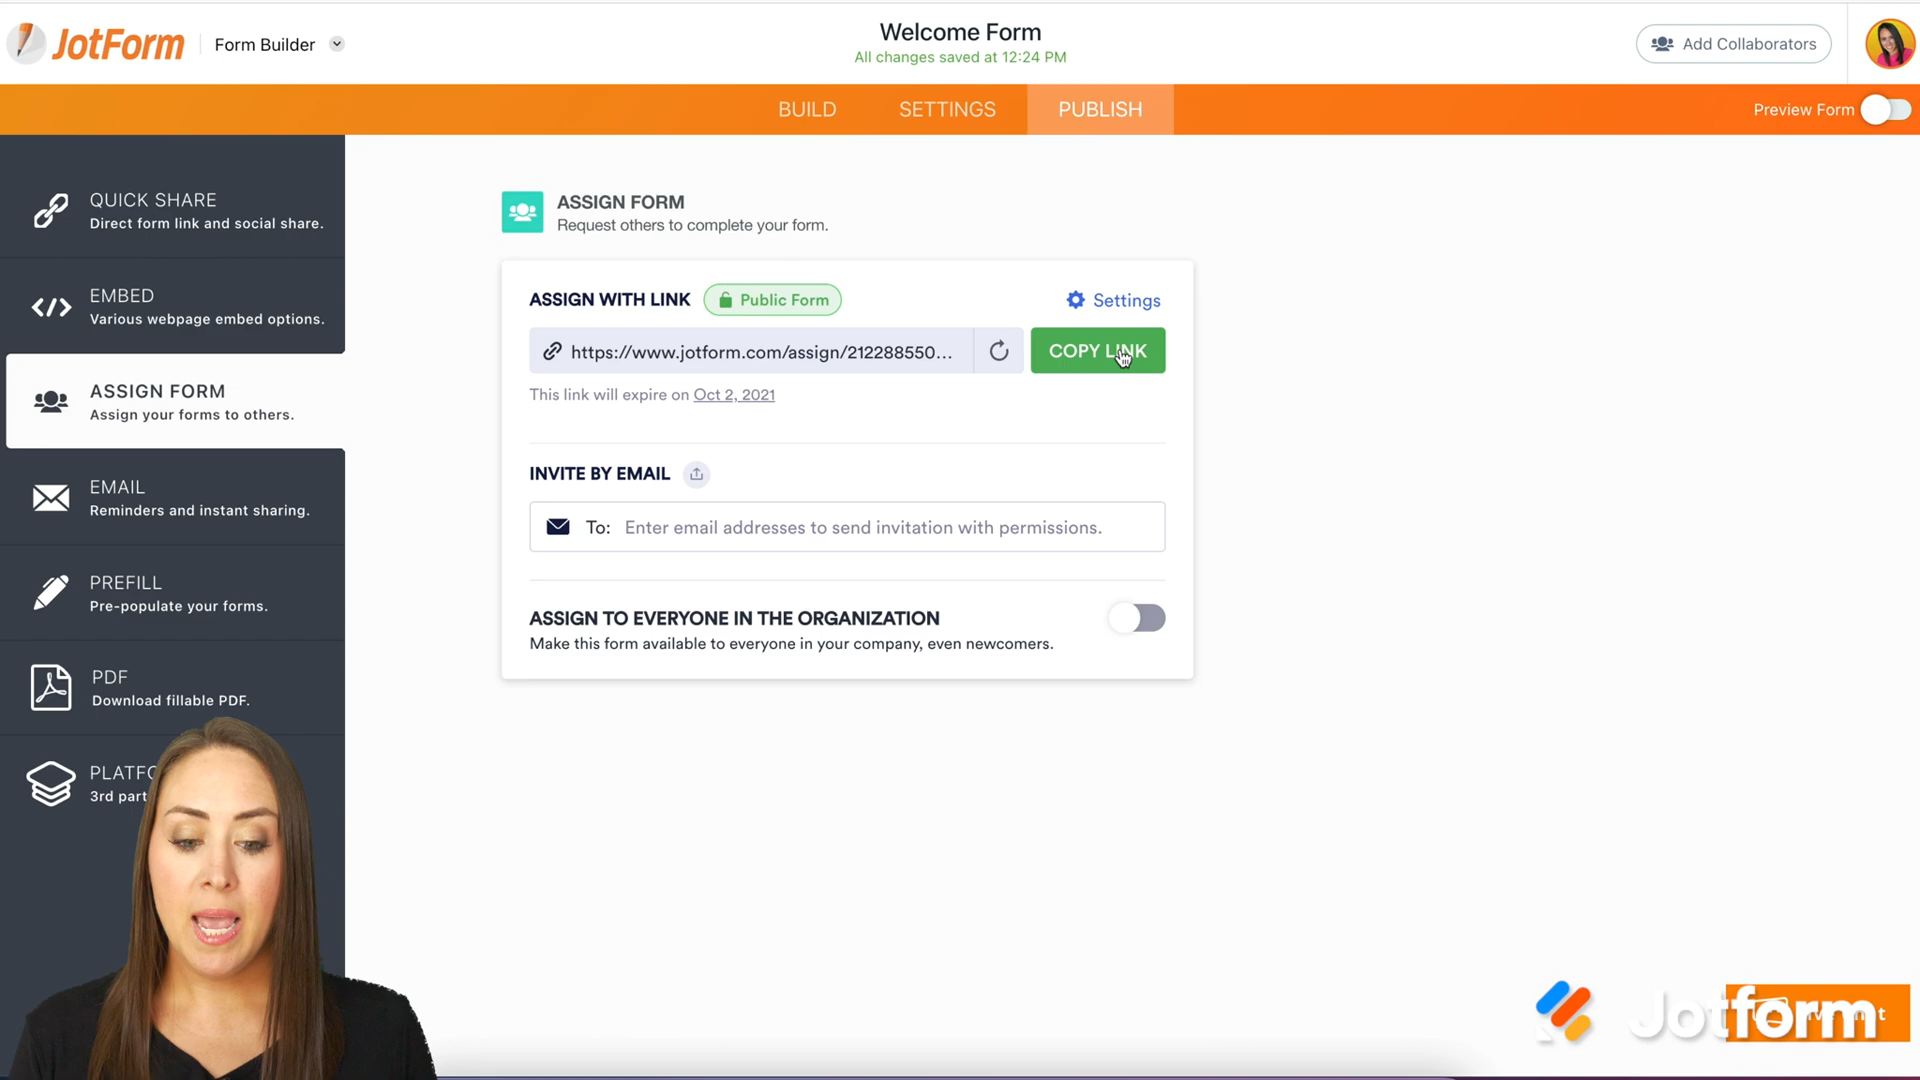 JotForm
Form Builder
Welcome Form
All changes saved at 12:24 PM
Add Collaborators
BUILD
SETTINGS
PUBLISH
Preview Form
QUICK SHARE
Direct form link and social share.
EMBED
Various webpage embed options.
ASSIGN FORM
Assign your forms to others.
EMAIL
Reminders and instant sharing.
PREFILL
Pre-populate your forms.
PDF
Download fillable PDF.
3rd
ASSIGN FORM
Request others to complete your form.
ASSIGN WITH LINK
Public Form
Settings
https://www.jotform.com/assign/212288550...
COPY LINK
This link will expire on Oct 2, 2021
INVITE BY EMAIL
To: Enter email addresses to send invitation with permissions.
ASSIGN TO EVERYONE IN THE ORGANIZATION
Make this form available to everyone in your company, even newcomers.
Jotform